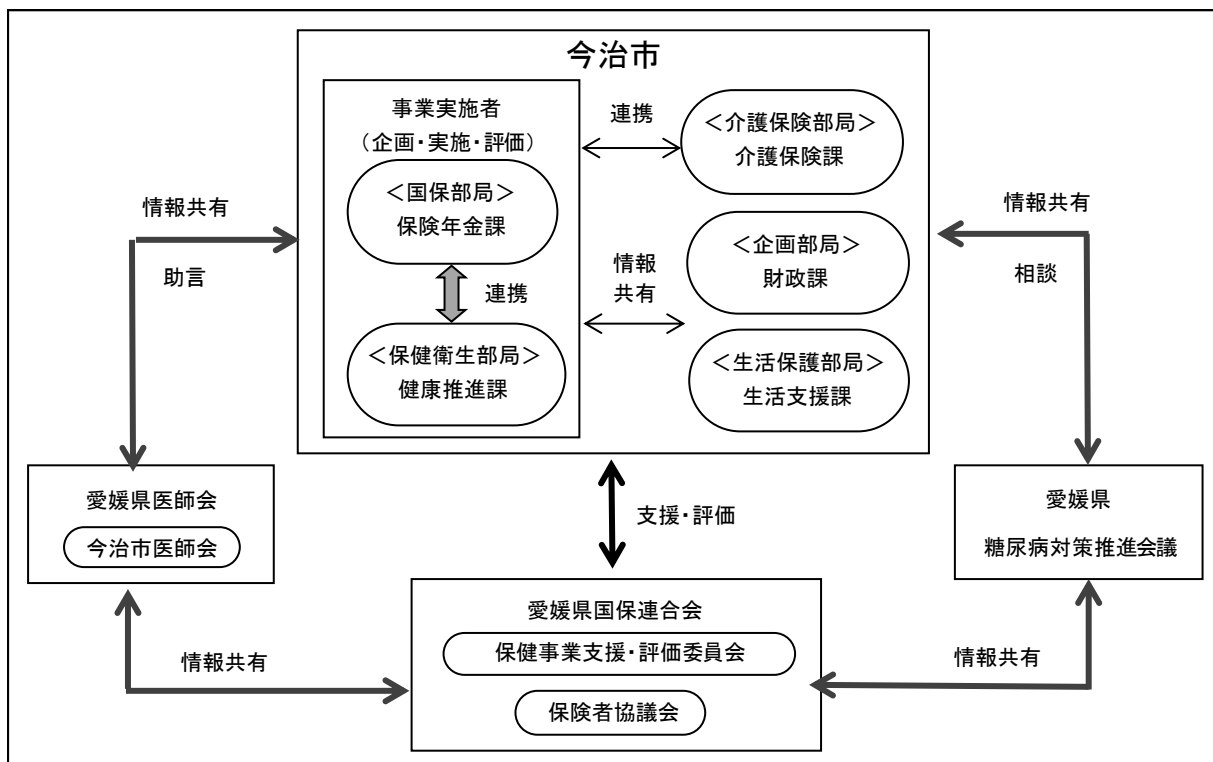 今治市
事業実施者
（企画・実施・評価）
＜国保部局＞
保険年金課
連携
＜保健衛生部局＞
健康推進課
連携
＜介護保険部局＞
介護保険課
情報
共有
＜企画部局＞
財政課
＜生活保護部局＞
生活支援課
情報共有
助言
情報共有
相談
愛媛県医師会
今治市医師会
支援・評価
愛媛県
糖尿病対策推進会議
愛媛県国保連合会
保健事業支援・評価委員会
保険者協議会
情報共有
情報共有